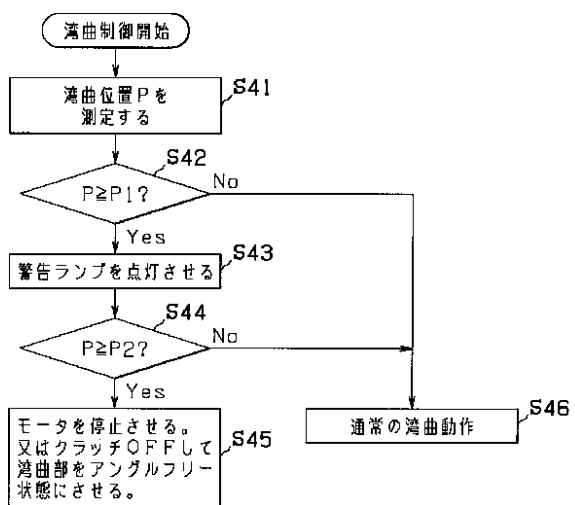 湾曲制御開始
S41
湾曲位置Pを
測定する
S42
P≧P1?
No
Yes
S43
警告ランプを点灯させる
S44
P≧P2?
No
Yes
S45
モータを停止させる。
又はクラッチOFFして
湾曲部をアングルフリー
状態にさせる。
通常の湾曲動作
S46